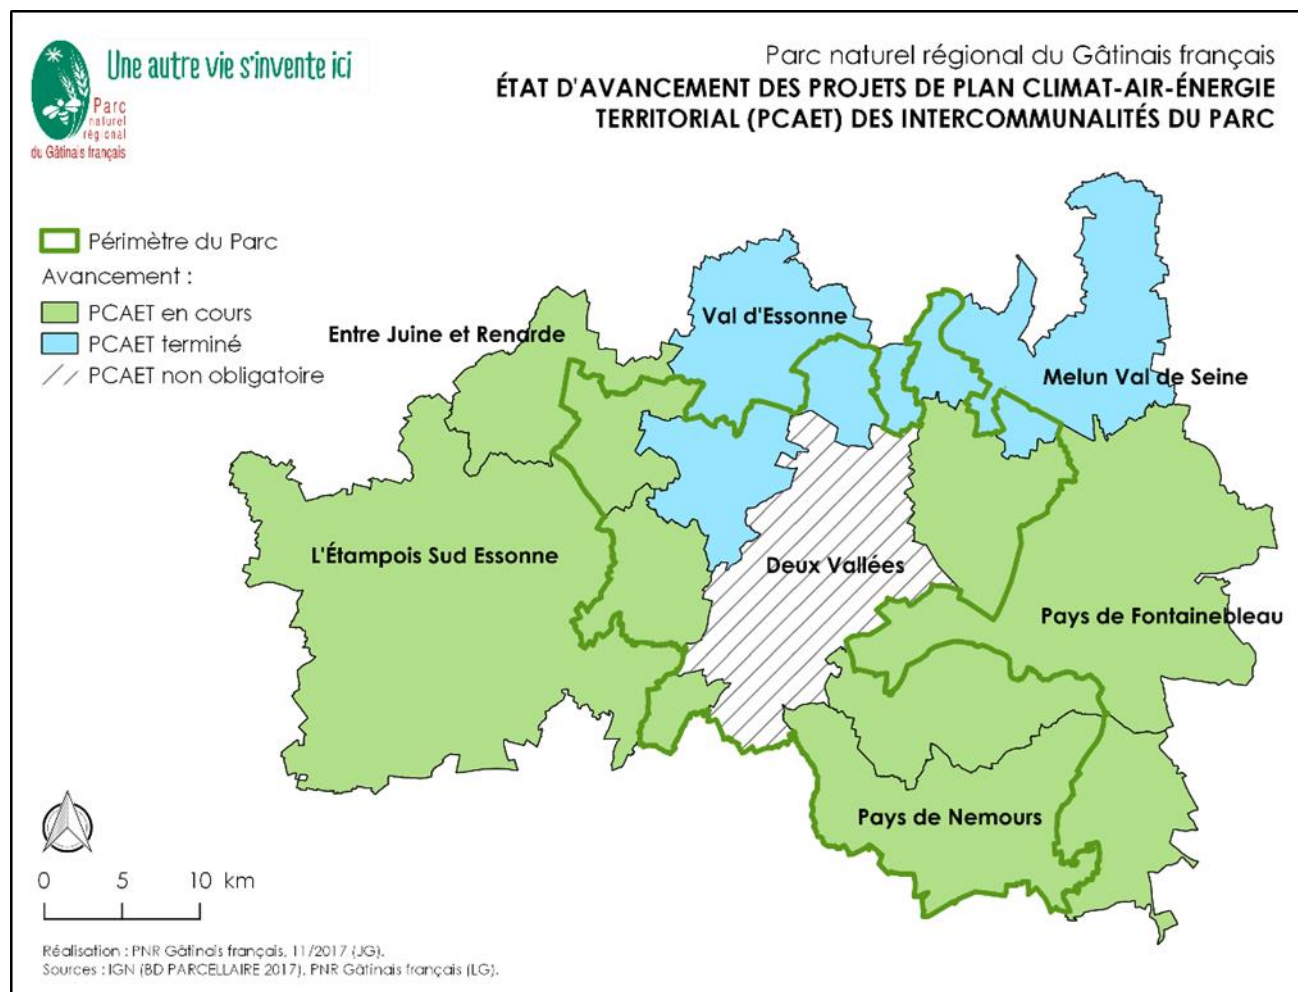 Une autre vie s'invente ici
Parc
naturel
régional
du Gâtinais français
Parc naturel régional du Gâtinais français
ÉTAT D'AVANCEMENT DES PROJETS DE PLAN CLIMAT-AIR-ÉNERGIE
TERRITORIAL (PCAET) DES INTERCOMMUNALITÉS DU PARC
Périmètre du Parc
Avancement :
PCAET en cours
PCAET terminé
PCAET non obligatoire
Entre Juine et Renarde
Val d'Essonne
Melun Val de Seine
L'Étampois Sud Essonne
Deux Vallées
Pays de Fontainebleau
Pays de Nemours
0 5 10 km
Réalisation : PNR Gâtinais français, 11/2017 (JG).
Sources : IGN (BD PARCELLAIRE 2017), PNR Gâtinais français (LG).